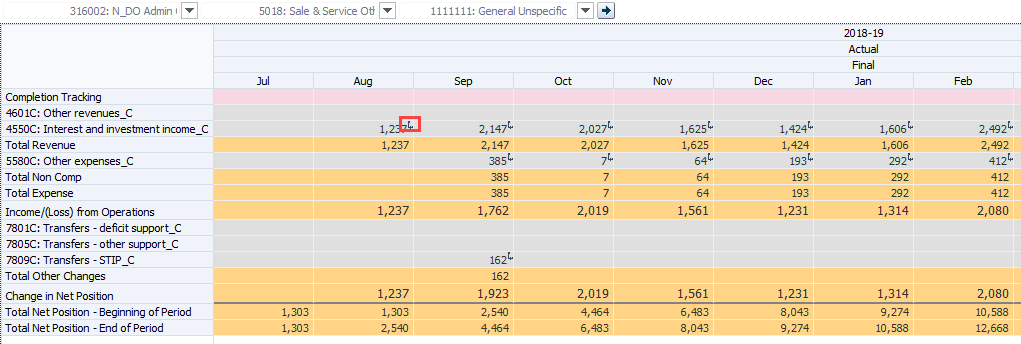 316002: N_DO Admin 5018: Sale & Service Oth 1111111: General Unspecific
2018-19
Actual
Final
Jul Aug Sep Oct Nov Dec Jan Feb
Completion Tracking
4601C: Other revenues_C
4550C: Interest and investment income_C 1,237 2,147 2,027 1,625 1,424 1,606 2,492
Total Revenue 1,237 2,147 2,027 1,625 1,424 1,606 2,492
5580C: Other expenses_C 385 7 64 193 292 412
Total Non Comp 385 7 64 193 292 412
Total Expense 385 7 64 193 292 412
Income/(Loss) from Operations 1,237 1,762 2,019 1,561 1,231 1,314 2,080
7801C: Transfers - deficit support_C
7805C: Transfers - other support_C
7809C: Transfers - STIP_C 162
Total Other Changes 162
Change in Net Position 1,237 1,923 2,019 1,561 1,231 1,314 2,080
Total Net Position - Beginning of Period 1,303 1,303 2,540 4,464 6,483 8,043 9,274 10,588
Total Net Position - End of Period 1,303 2,540 4,464 6,483 8,043 9,274 10,588 12,668